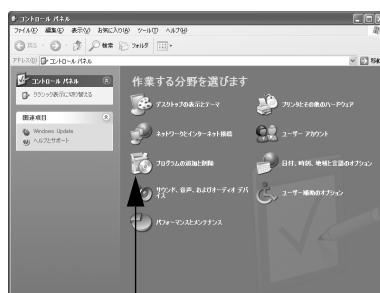 コントロール パネル
ファイル(F) 編集(E) 表示(V) お気に入り(A) ツール(T) ヘルプ(H)
戻る 検索 フォルダ
アドレス(D) コントロール パネル 移動
コントロール パネル
クラシック表示に切り替える
関連項目
Windows Update
ヘルプとサポート
作業する分野を選びます
デスクトップの表示とテーマ
プリンタとその他のハードウェア
ネットワークとインターネット接続
ユーザー アカウント
プログラムの追加と削除
日付、時刻、地域と言語のオプション
サウンド、音声、およびオーディオ デバイス
ユーザー補助のオプション
パフォーマンスとメンテナンス